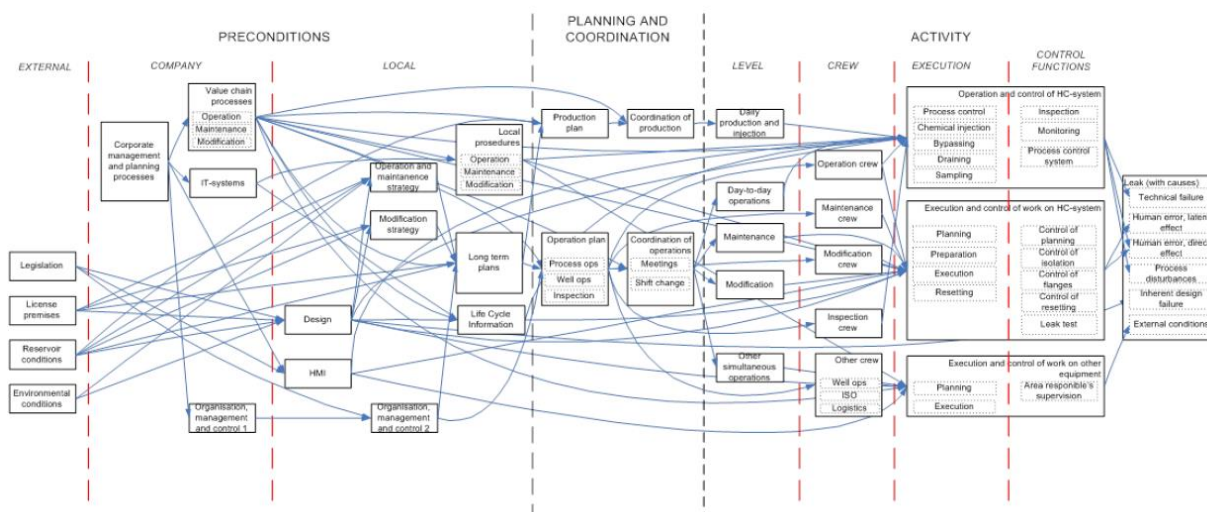 PRECONDITIONS
PLANNING AND
COORDINATION
ACTIVITY
EXTERNAL
COMPANY
LOCAL
LEVEL
CREW
EXECUTION
CONTROL
FUNCTIONS
Legislation
License
premises
Reservoir
conditions
Environmental
conditions
Corporate
management
and planning
processes
Value chain
processes
Operation
Maintenance
Modification
IT-systems
Organisation,
management
and control 1
Design
HMI
Operation and
maintanence
strategy
Modification
strategy
Organisation,
management
and control 2
Local
prosedures
Operation
Maintenance
Modification
Long term
plans
Life Cycle
Information
Production
plan
Coordination of
production
Operation plan
Process ops
Well ops
Inspection
Coordination of
operations
Meetings
Shift change
Daily
production and
injection
Day-to-day
operations
Maintenance
Modification
Other
simultaneous
operations
Operation crew
Maintenance
crew
Modification
crew
Inspection
crew
Other crew
Well ops
ISO
Logistics
Operation and control of HC-system
Process control
Chemical injection
Bypassing
Draining
Sampling
Inspection
Monitoring
Process control
system
Execution and control of work on HC-system
Planning
Preparation
Execution
Resetting
Control of
planning
Control of
isolation
Control of
flanges
Control of
resetting
Leak test
Execution and control of work on other
equipment
Planning
Execution
Area responible's
supervision
Leak (with causes)
Technical failure
Human error, latent
effect
Human error, direct
effect
Process
disturbances
Inherent design
failure
External conditions